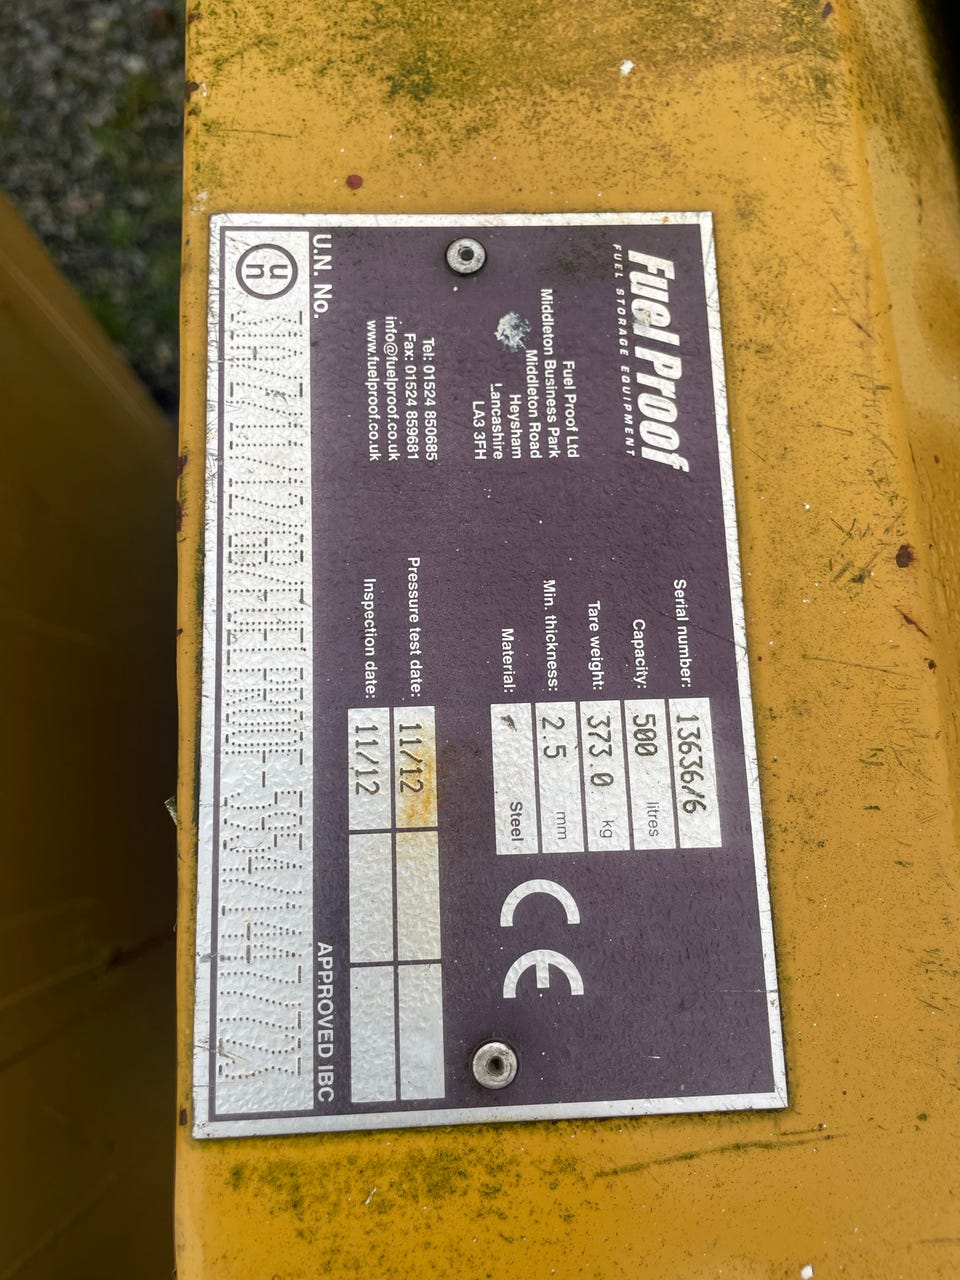 Fuel Proof
FUEL STORAGE EQUIPMENT
Fuel Proof Ltd
Middleton Business Park
Middleton Road
Heysham
Lancashire
LA3 3FH
Tel: 01524 850685
Fax: 01524 859681
info@fuelproof.co.uk
www.fuelproof.co.uk
Serial number: 13636/6
Capacity: 500 litres
Tare weight: 373.0 kg
Min. thickness: 2.5 mm
Material: Steel
Pressure test date: 11/12
Inspection date: 11/12
CE
U.N. No.
APPROVED IBC